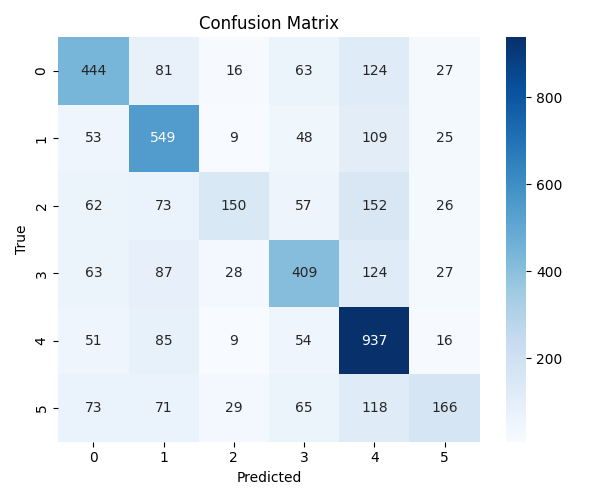 Confusion Matrix
0 444 81 16 63 124 27
1 53 549 9 48 109 25
2 62 73 150 57 152 26
3 63 87 28 409 124 27
4 51 85 9 54 937 16
5 73 71 29 65 118 166
0 1 2 3 4 5
True
Predicted
800
600
400
200